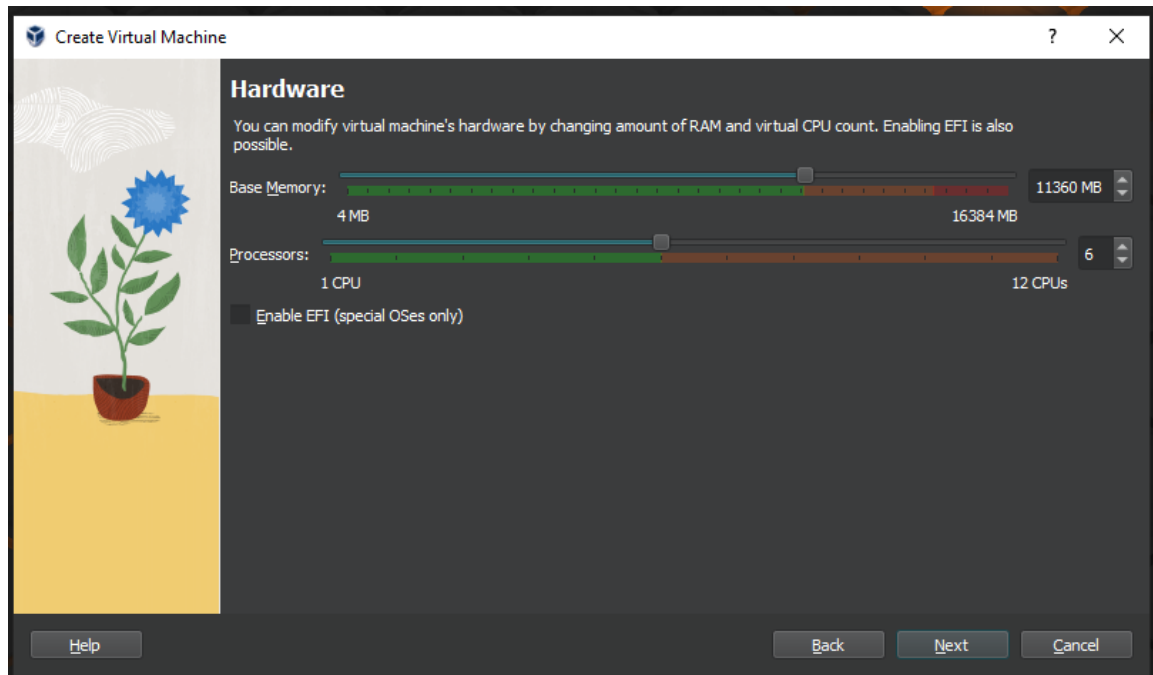 Create Virtual Machine
Hardware
You can modify virtual machine's hardware by changing amount of RAM and virtual CPU count. Enabling EFI is also
possible.
Base Memory: 11360 MB
4 MB 16384 MB
Processors: 6
1 CPU 12 CPUs
Enable EFI (special OSes only)
Help Back Next Cancel